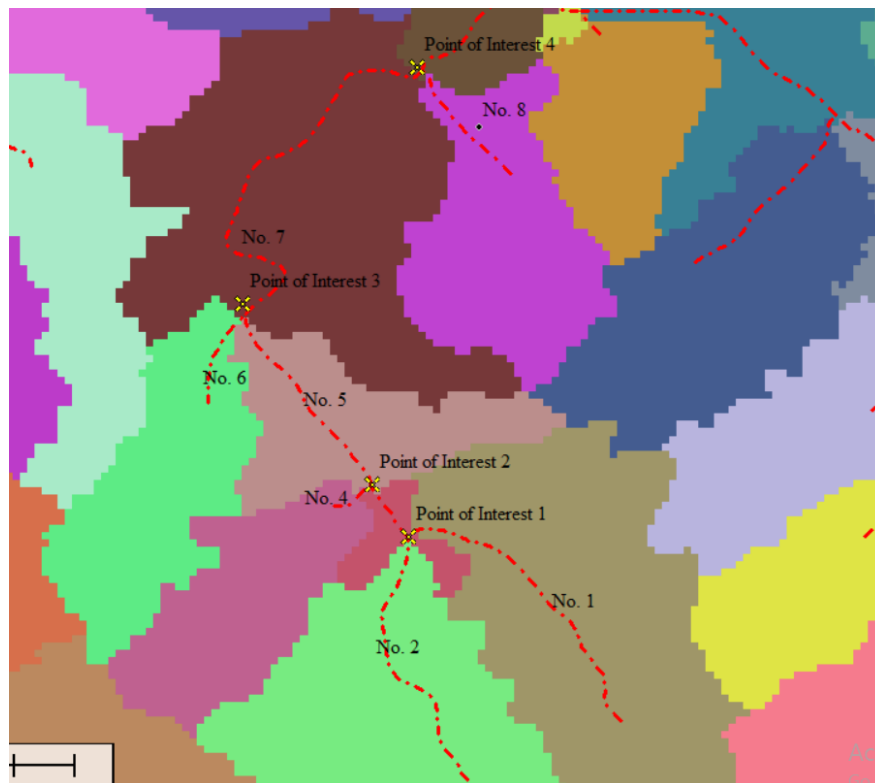 Point of Interest 4
No. 8
No. 7
Point of Interest 3
No. 6
No. 5
Point of Interest 2
No. 4
Point of Interest 1
No. 1
No. 2